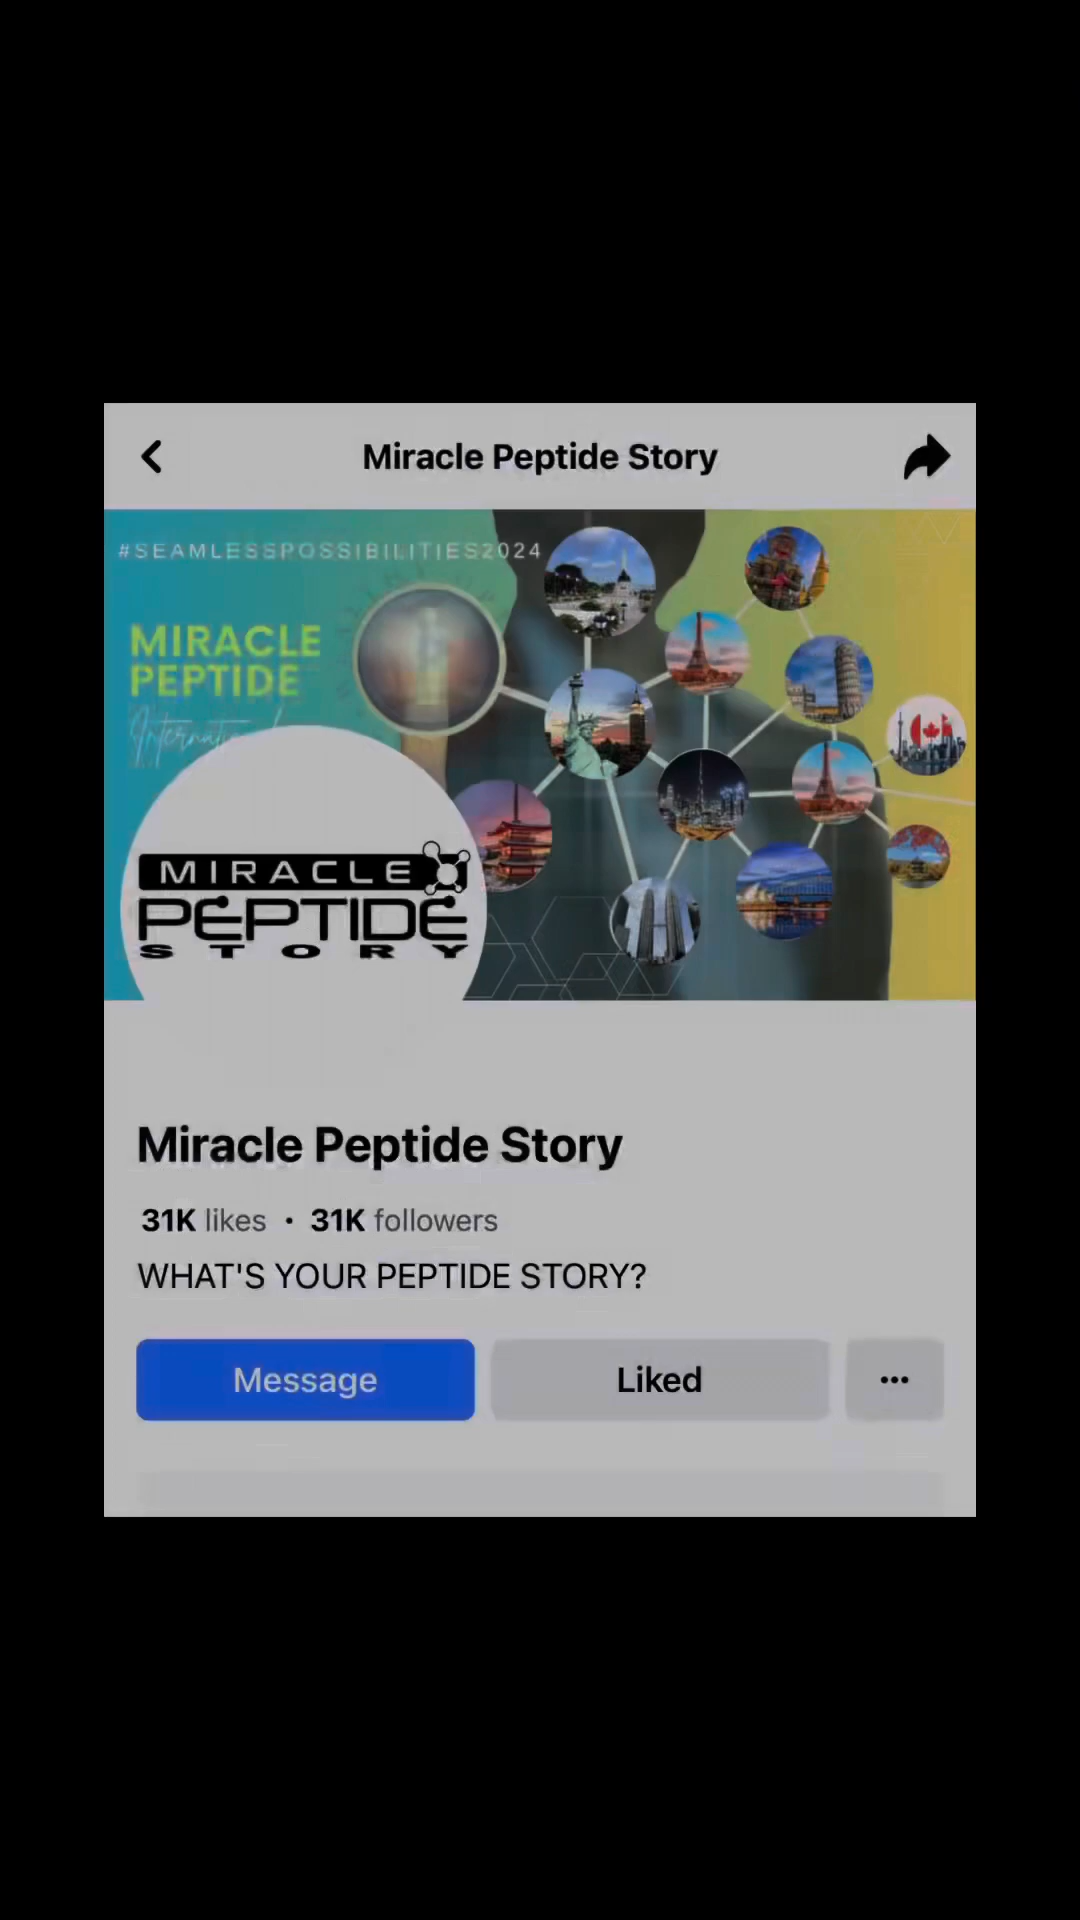 Miracle Peptide Story
#SEAMLESSPOSSIBILITIES2024
MIRACLE
PEPTIDE
MIRACLE
PEPTIDE
STORY
Miracle Peptide Story
31K likes • 31K followers
WHAT'S YOUR PEPTIDE STORY?
Message
Liked